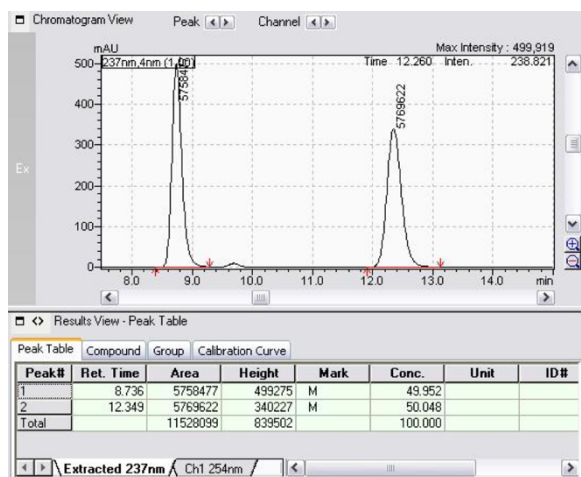 Chromatogram View Peak Channel
mAU Max Intensity : 499,919
237nm,4nm (1.00) Time 12.260 Inten. 238.821
500
400
300
200
100
0
5769622
Ex
8.0 9.0 10.0 11.0 12.0 13.0 14.0 min
Results View - Peak Table
Peak Table Compound Group Calibration Curve
Peak# Ret. Time Area Height Mark Conc. Unit ID#
1 8.736 5758477 499275 M 49.952
2 12.349 5769622 340227 M 50.048
Total 11528099 839502 100.000
Extracted 237nm Ch1 254nm